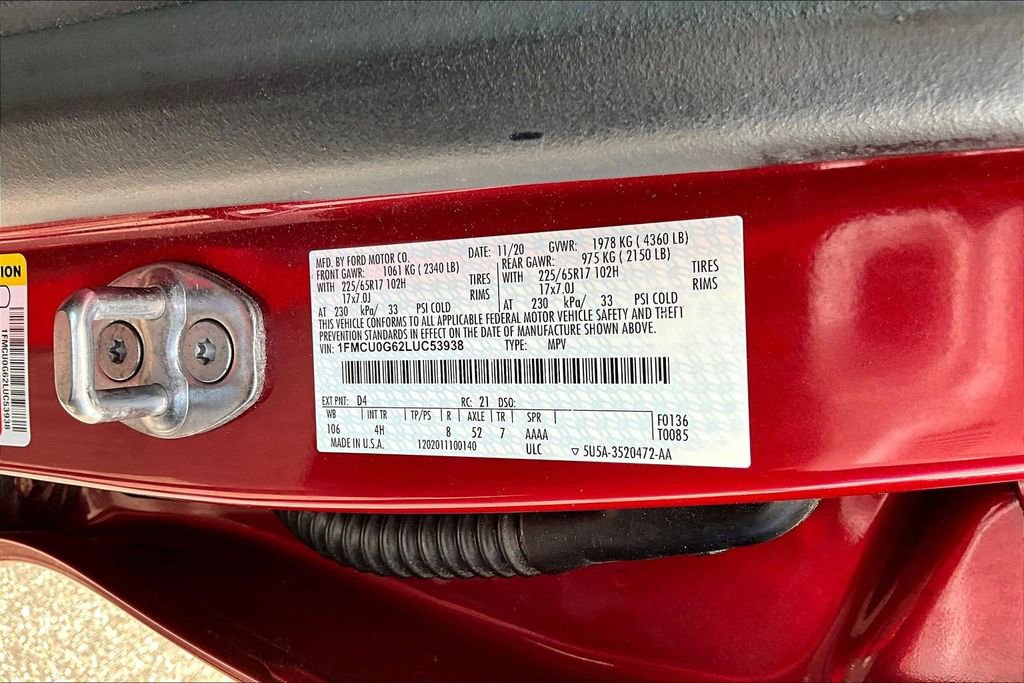 ION
1FMCU0G62LUC53938
MFD. BY FORD MOTOR CO. DATE: 11/20 GVWR: 1978 KG ( 4360 LB)
FRONT GAWR: 1061 KG ( 2340 LB) REAR GAWR: 975 KG ( 2150 LB)
WITH 225/65R17 102H TIRES WITH 225/65R17 102H TIRES
17x7.0J RIMS 17x7.0J RIMS
AT 230 kPa/ 33 PSI COLD AT 230 kPa/ 33 PSI COLD
THIS VEHICLE CONFORMS TO ALL APPLICABLE FEDERAL MOTOR VEHICLE SAFETY AND THEFT
PREVENTION STANDARDS IN EFFECT ON THE DATE OF MANUFACTURE SHOWN ABOVE.
VIN: 1FMCU0G62LUC53938 TYPE: MPV
EXT PNT: D4 RC: 21 DSO:
WB INT TR TP/PS R AXLE TR SPR F0136
106 4H 8 52 7 AAAA T0085
MADE IN U.S.A. 1202011100140 ULC ▽ 5U5A-3520472-AA